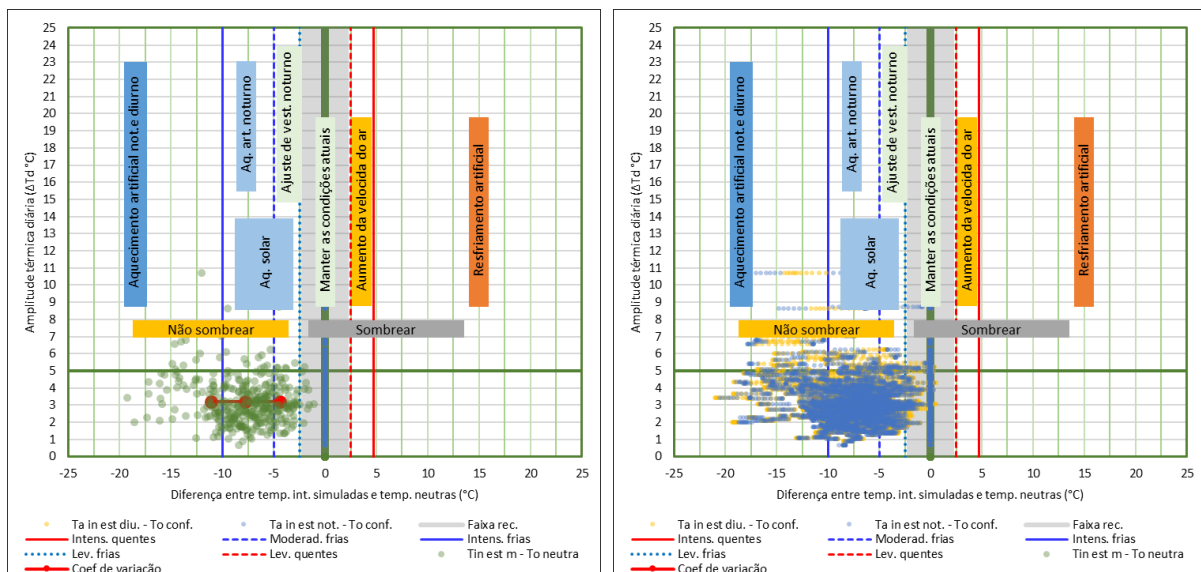 25
24
23
22
21
20
19
18
17
16
15
14
13
12
11
10
9
8
7
6
5
4
3
2
1
0
Amplitude térmica diária (ΔTd °C)
Aquecimento artificial not.e diurno
Aq. art. noturno
Ajuste de vest. noturno
Aq. solar
Manter as condições atuais
Aumento da velocida do ar
Resfriamento artificial
Não sombrear
Sombrear
-25 -20 -15 -10 -5 0 5 10 15 20 25
Diferença entre temp. int. simuladas e temp. neutras (°C)
Ta in est diu. - To conf. Ta in est not. - To conf. Faixa rec.
Intens. quentes Moderad. frias Intens. frias
Lev. frias Lev. quentes Tin est m - To neutra
Coef de variação
25
24
23
22
21
20
19
18
17
16
15
14
13
12
11
10
9
8
7
6
5
4
3
2
1
0
Amplitude térmica diária (ΔTd °C)
Aquecimento artificial not.e diurno
Aq. art. noturno
Ajuste de vest. noturno
Aq. solar
Manter as condições atuais
Aumento da velocida do ar
Resfriamento artificial
Não sombrear
Sombrear
-25 -20 -15 -10 -5 0 5 10 15 20 25
Diferença entre temp. int. simuladas e temp. neutras (°C)
Ta in est diu. - To conf. Ta in est not. - To conf. Faixa rec.
Intens. quentes Moderad. frias Intens. frias
Lev. frias Lev. quentes Tin est m - To neutra
Coef de variação